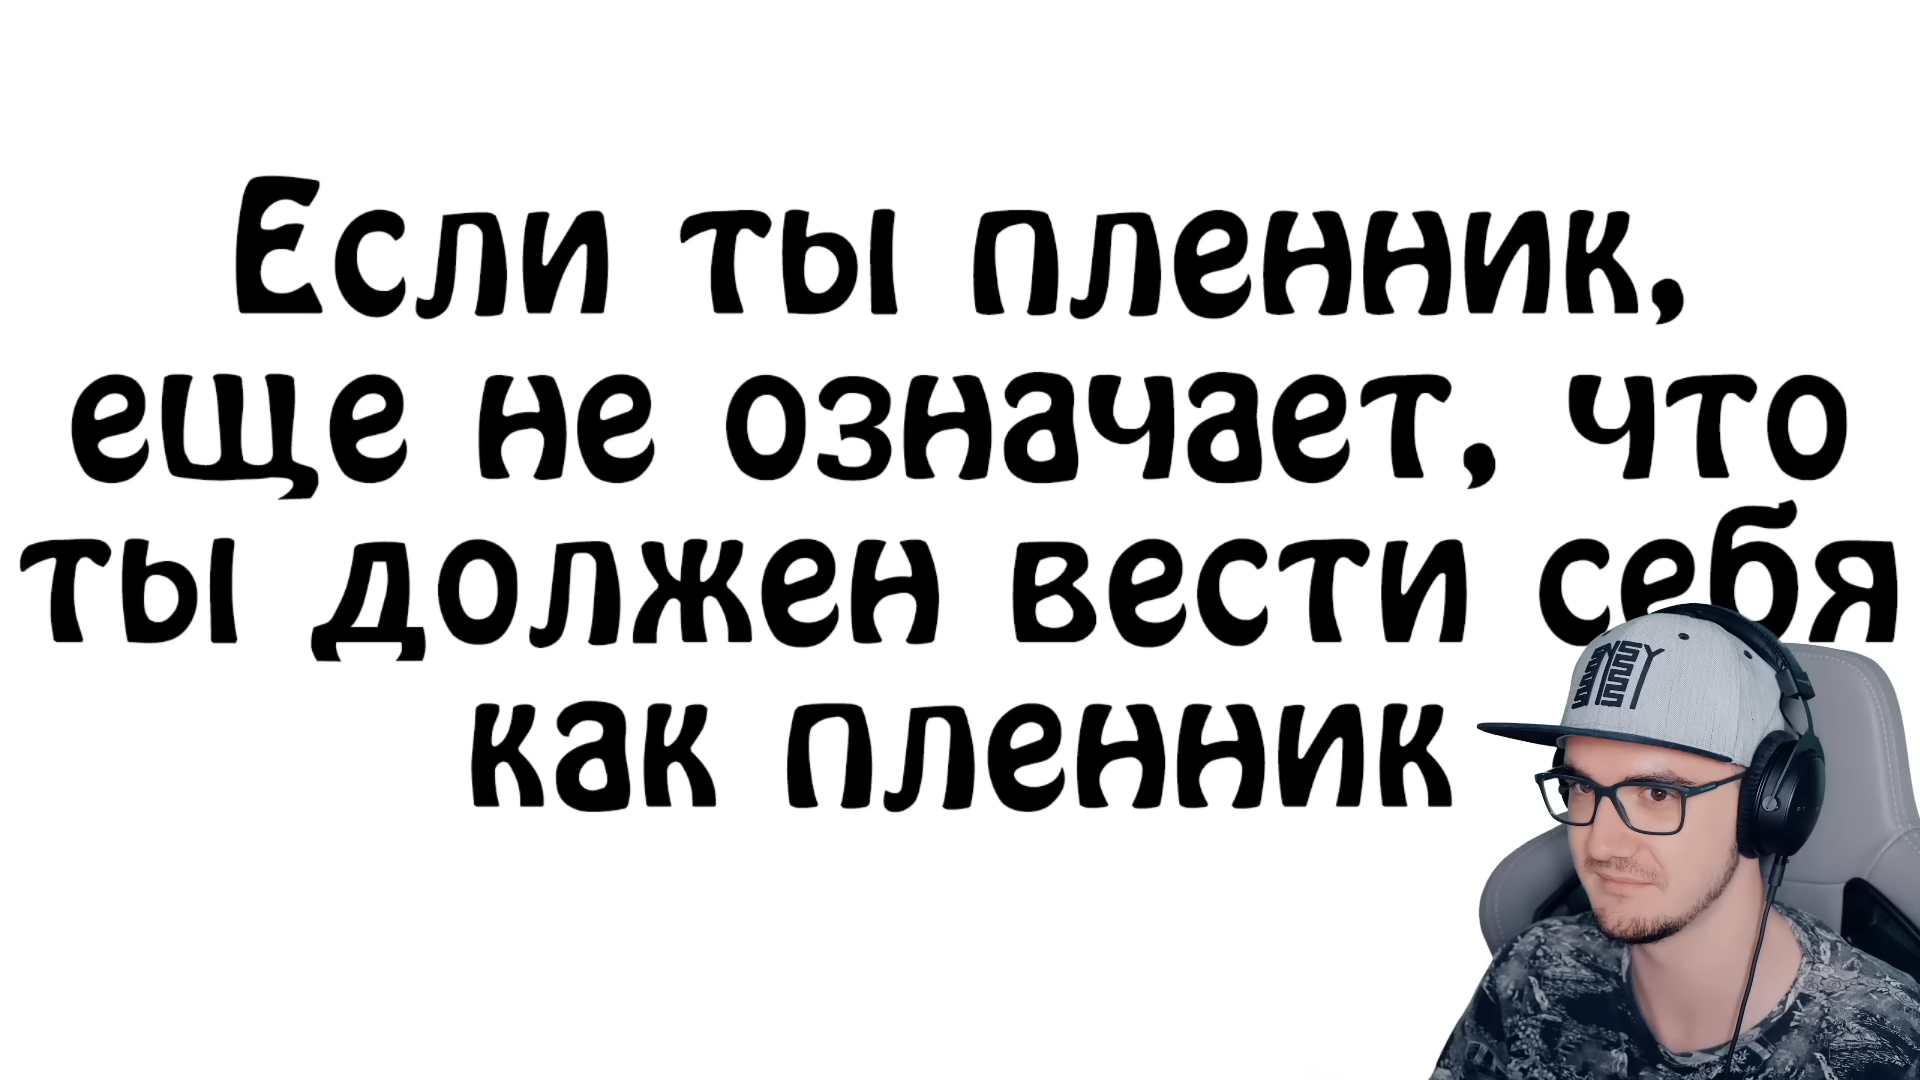 Если ты пленник,
еще не означает, что
ты должен вести себя
как пленник